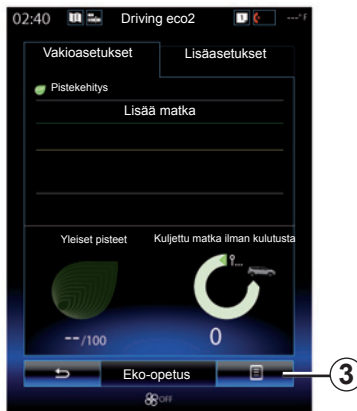 02:40 Driving eco2 ---°F
Vakioasetukset Lisäasetukset
Pistekehitys
Lisää matka
Yleiset pisteet Kuljettu matka ilman kulutusta
--/100 0
Eko-opetus
3
OFF